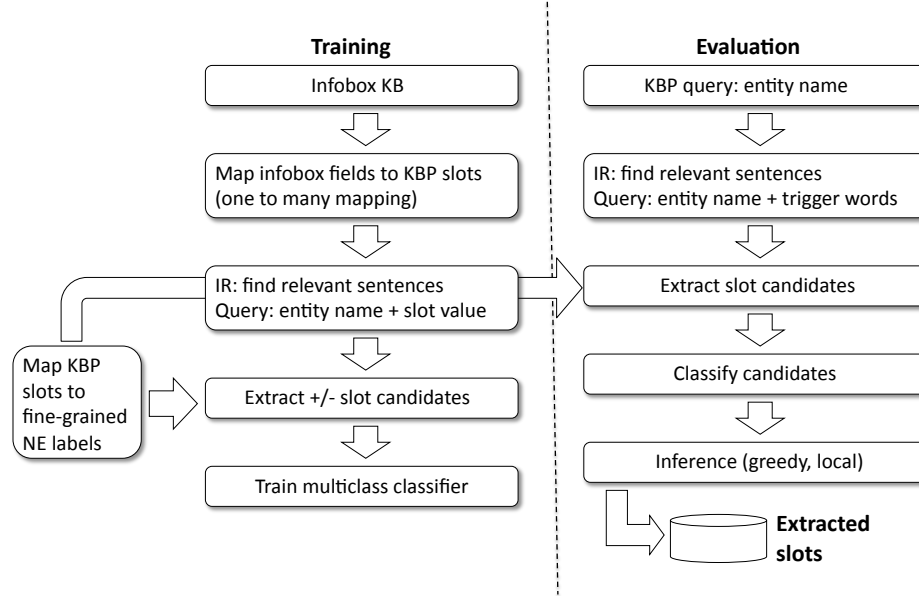 Training
Infobox KB
Map infobox fields to KBP slots
(one to many mapping)
IR: find relevant sentences
Query: entity name + slot value
Map KBP
slots to
fine-grained
NE labels
Extract +/- slot candidates
Train multiclass classifier
Evaluation
KBP query: entity name
IR: find relevant sentences
Query: entity name + trigger words
Extract slot candidates
Classify candidates
Inference (greedy, local)
Extracted
slots